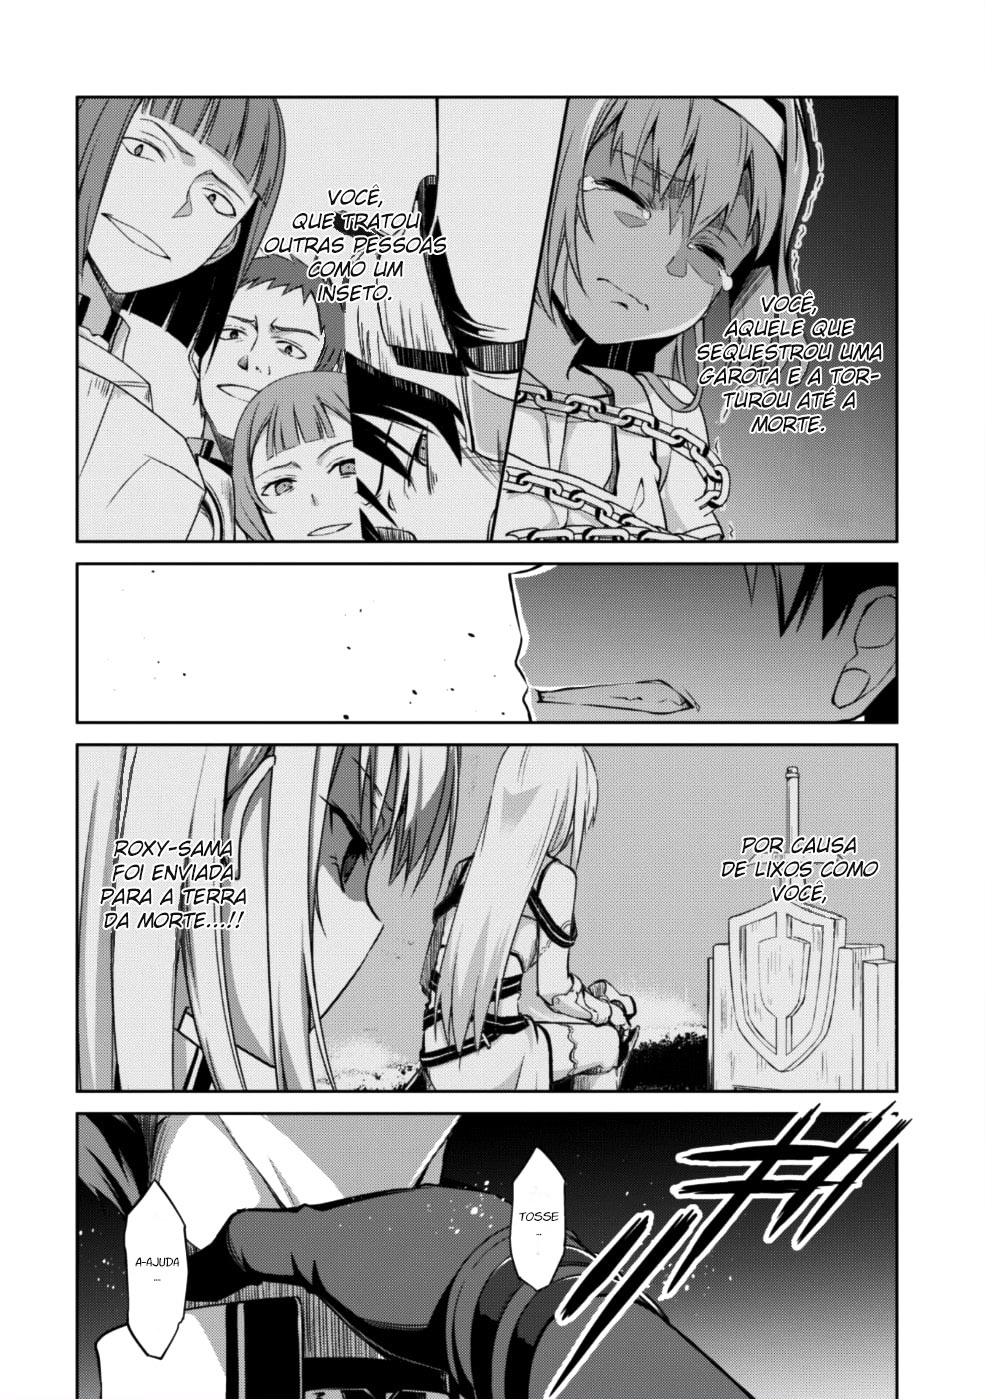 VOCÊ,
AQUELE QUE
SEQUESTROU UMA
GAROTA E A TOR-
TUROU ATÉ A
MORTE.
VOCÊ,
QUE TRATOU
OUTRAS PESSOAS
COMO UM
INSETO.
POR CAUSA
DE LIXOS COMO
VOCÊ,
ROXY-SAMA
FOI ENVIADA
PARA A TERRA
DA MORTE...!!
TOSSE
...
A-AJUDA
...